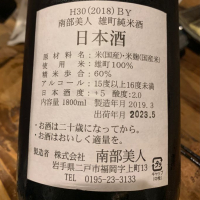 H30(2018)BY
南部美人 雄町純米酒
日本酒
原材料名:米(国産)・米麹(国産米)
使用米:雄町100%
精米歩合:60%
アルコール:15度以上16度未満
日本酒度:+5 酸度:2.0
内容量 1800ml 製造年月 2019.3
出荷年月 2023.5
・お酒は二十歳になってから。
・お酒はおいしく適量を。
製造者 株式会社 南部美人
岩手県二戸市福岡字上町13
TEL 0195-23-3133